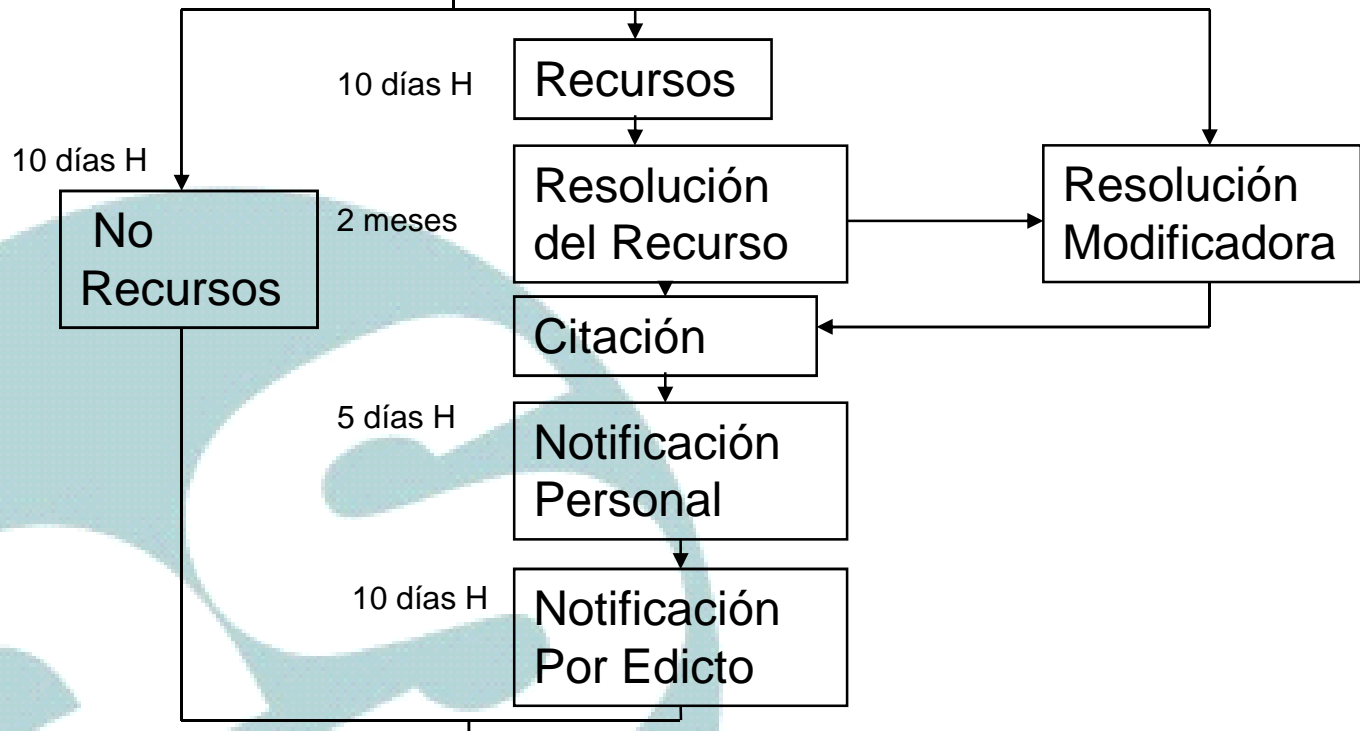 10 días H
Recursos
10 días H
No
Recursos
2 meses
Resolución
del Recurso
Resolución
Modificadora
Citación
5 días H
Notificación
Personal
10 días H
Notificación
Por Edicto